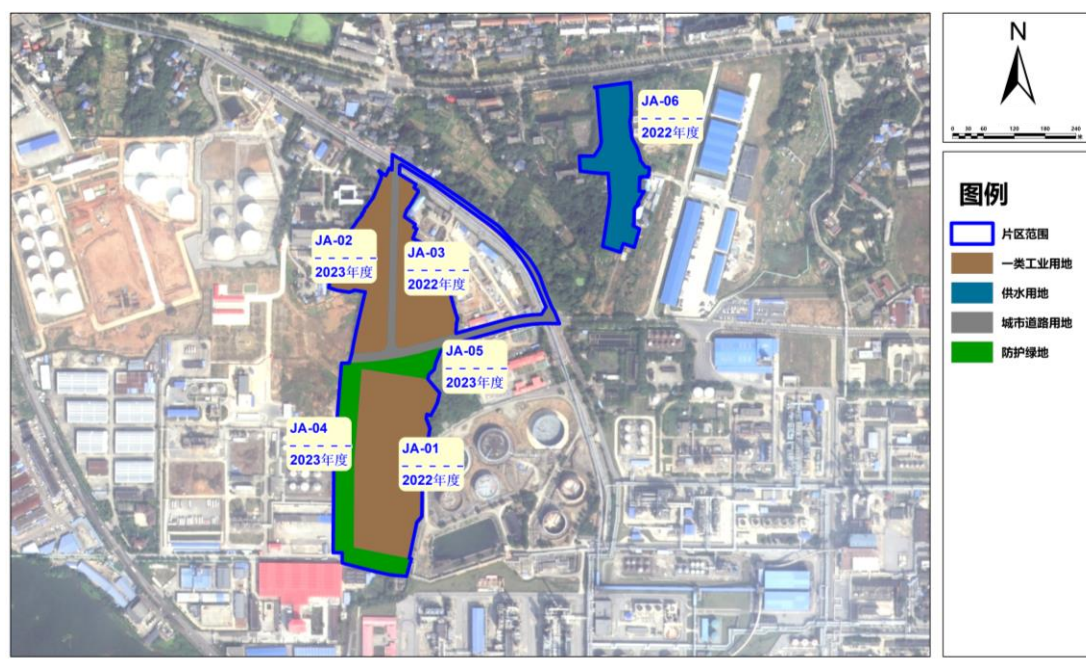 JA-06
2022年度
JA-02
2023年度
JA-03
2022年度
JA-05
2023年度
JA-04
2023年度
JA-01
2022年度
N
0 30 60 120 180 240
图例
片区范围
一类工业用地
供水用地
城市道路用地
防护绿地